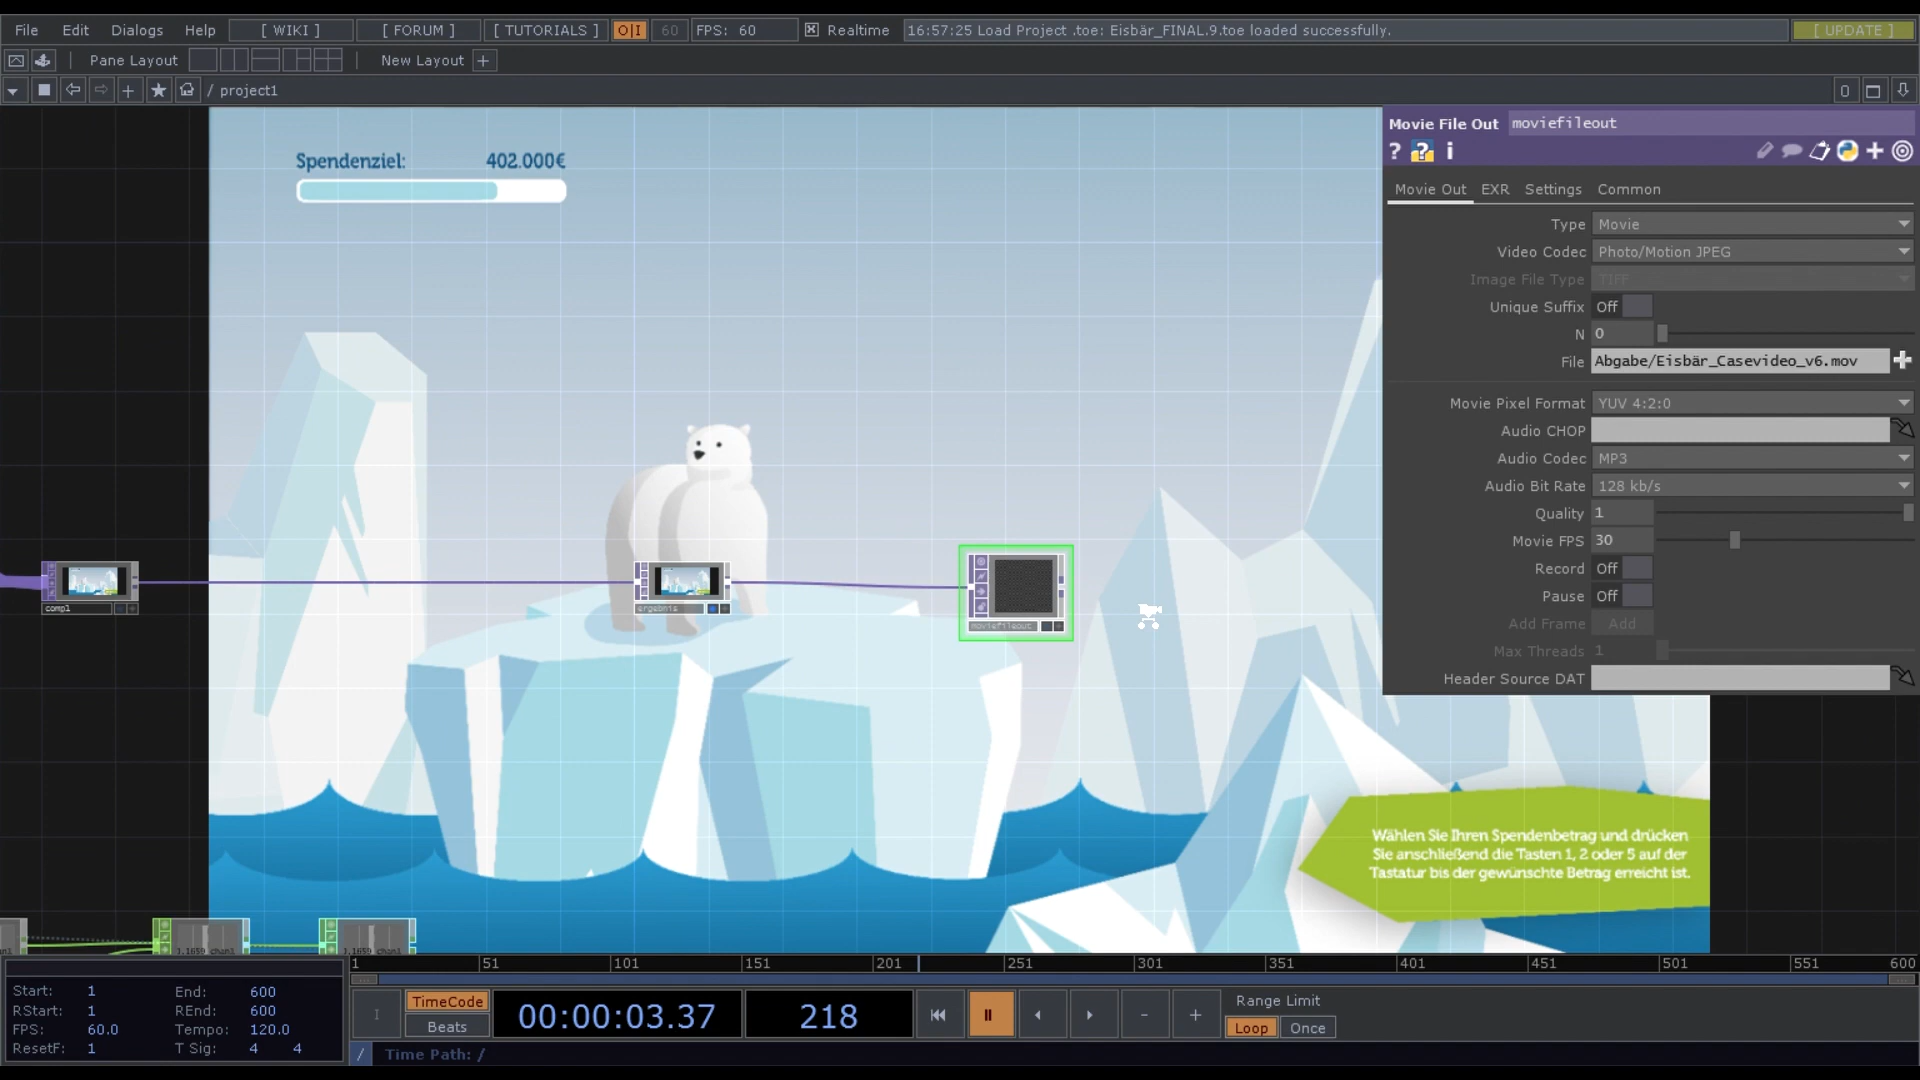 File Edit Dialogs Help [ WIKI ] [ FORUM ] [ TUTORIALS ] O|I 60 FPS: 60 Realtime 16:57:25 Load Project .toe: Eisbär_FINAL.9.toe loaded successfully. [ UPDATE ]
Pane Layout New Layout +
/ project1
Spendenziel: 402.000€
Movie File Out moviefileout
Movie Out EXR Settings Common
Type Movie
Video Codec Photo/Motion JPEG
Image File Type TIFF
Unique Suffix Off
N 0
File Abgabe/Eisbär_Casevideo_v6.mov
Movie Pixel Format YUV 4:2:0
Audio CHOP
Audio Codec MP3
Audio Bit Rate 128 kb/s
Quality 1
Movie FPS 30
Record Off
Pause Off
Add Frame Add
Max Threads 1
Header Source DAT
comp1
ergebnis
moviefileout
Wählen Sie Ihren Spendenbetrag und drücken
Sie anschließend die Tasten 1, 2 oder 5 auf der
Tastatur bis der gewünschte Betrag erreicht ist.
1 51 101 151 201 251 301 351 401 451 501 551 600
Start: 1 End: 600
RStart: 1 REnd: 600
FPS: 60.0 Tempo: 120.0
ResetF: 1 T Sig: 4 4
TimeCode
Beats
00:00:03.37 218
Range Limit
Loop Once
/ Time Path: /